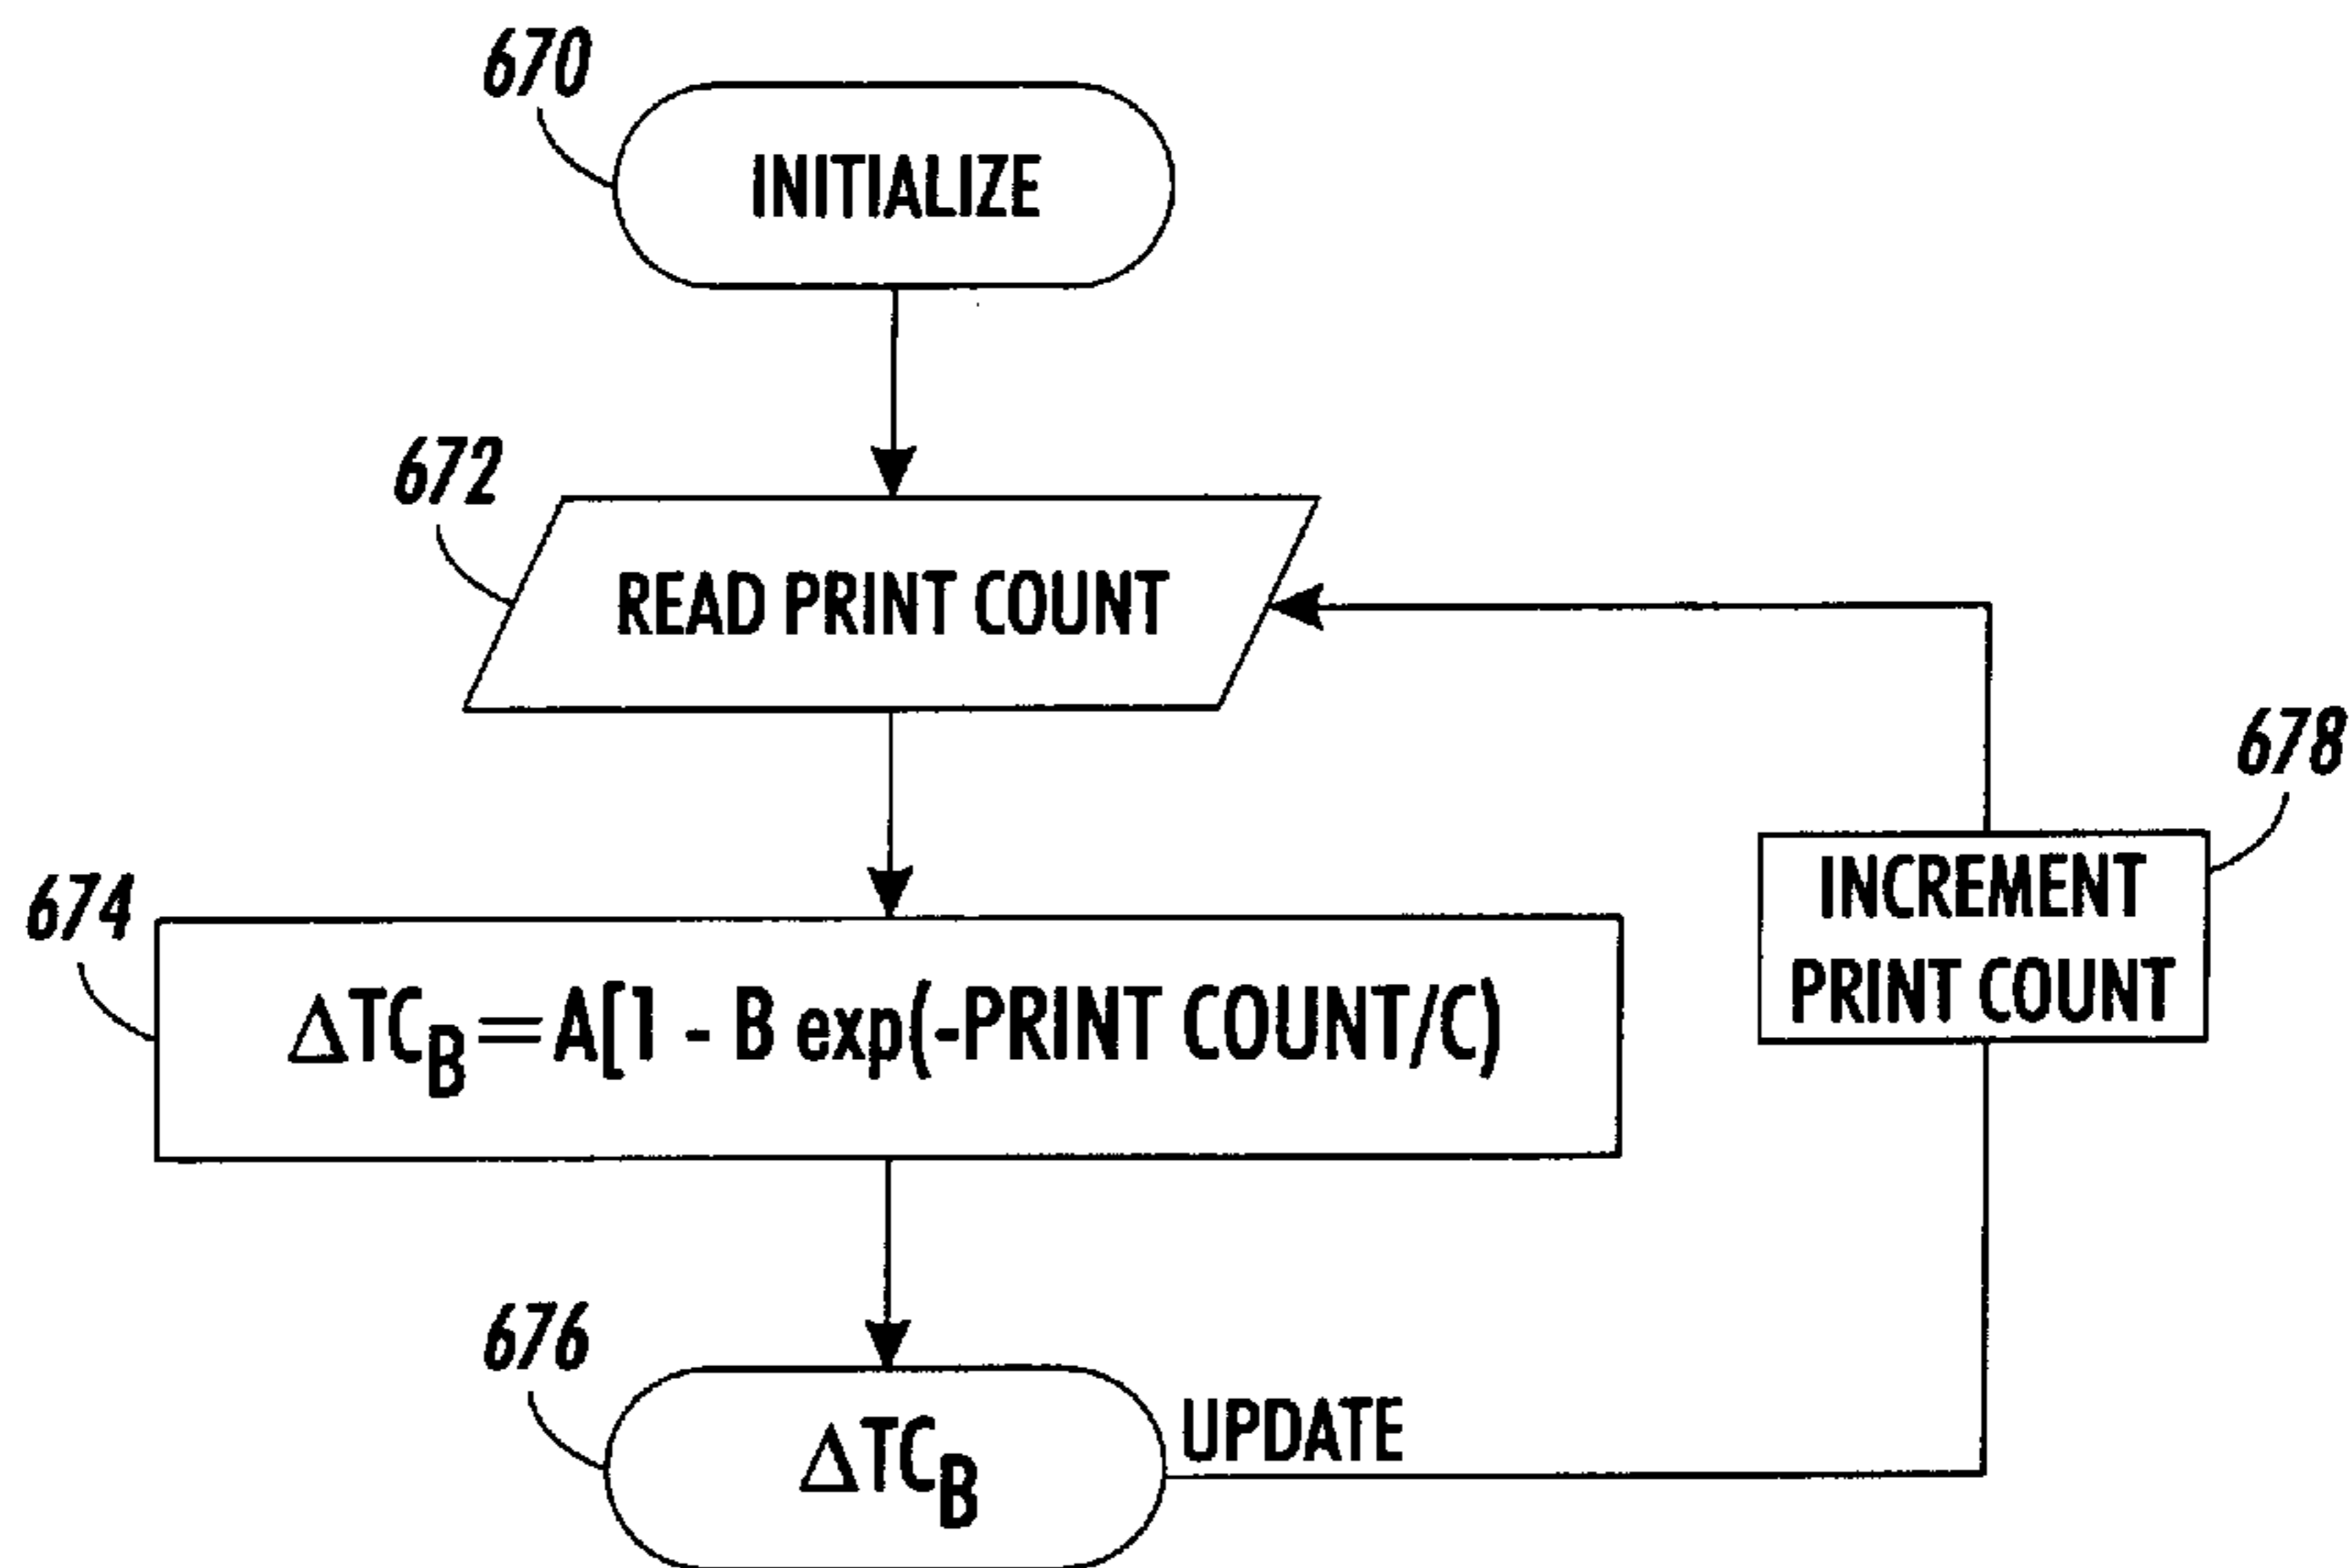 670
INITIALIZE
672
READ PRINT COUNT
674
ΔTC_B = A[1 - B exp(-PRINT COUNT/C)
678
INCREMENT
PRINT COUNT
676
ΔTC_B
UPDATE